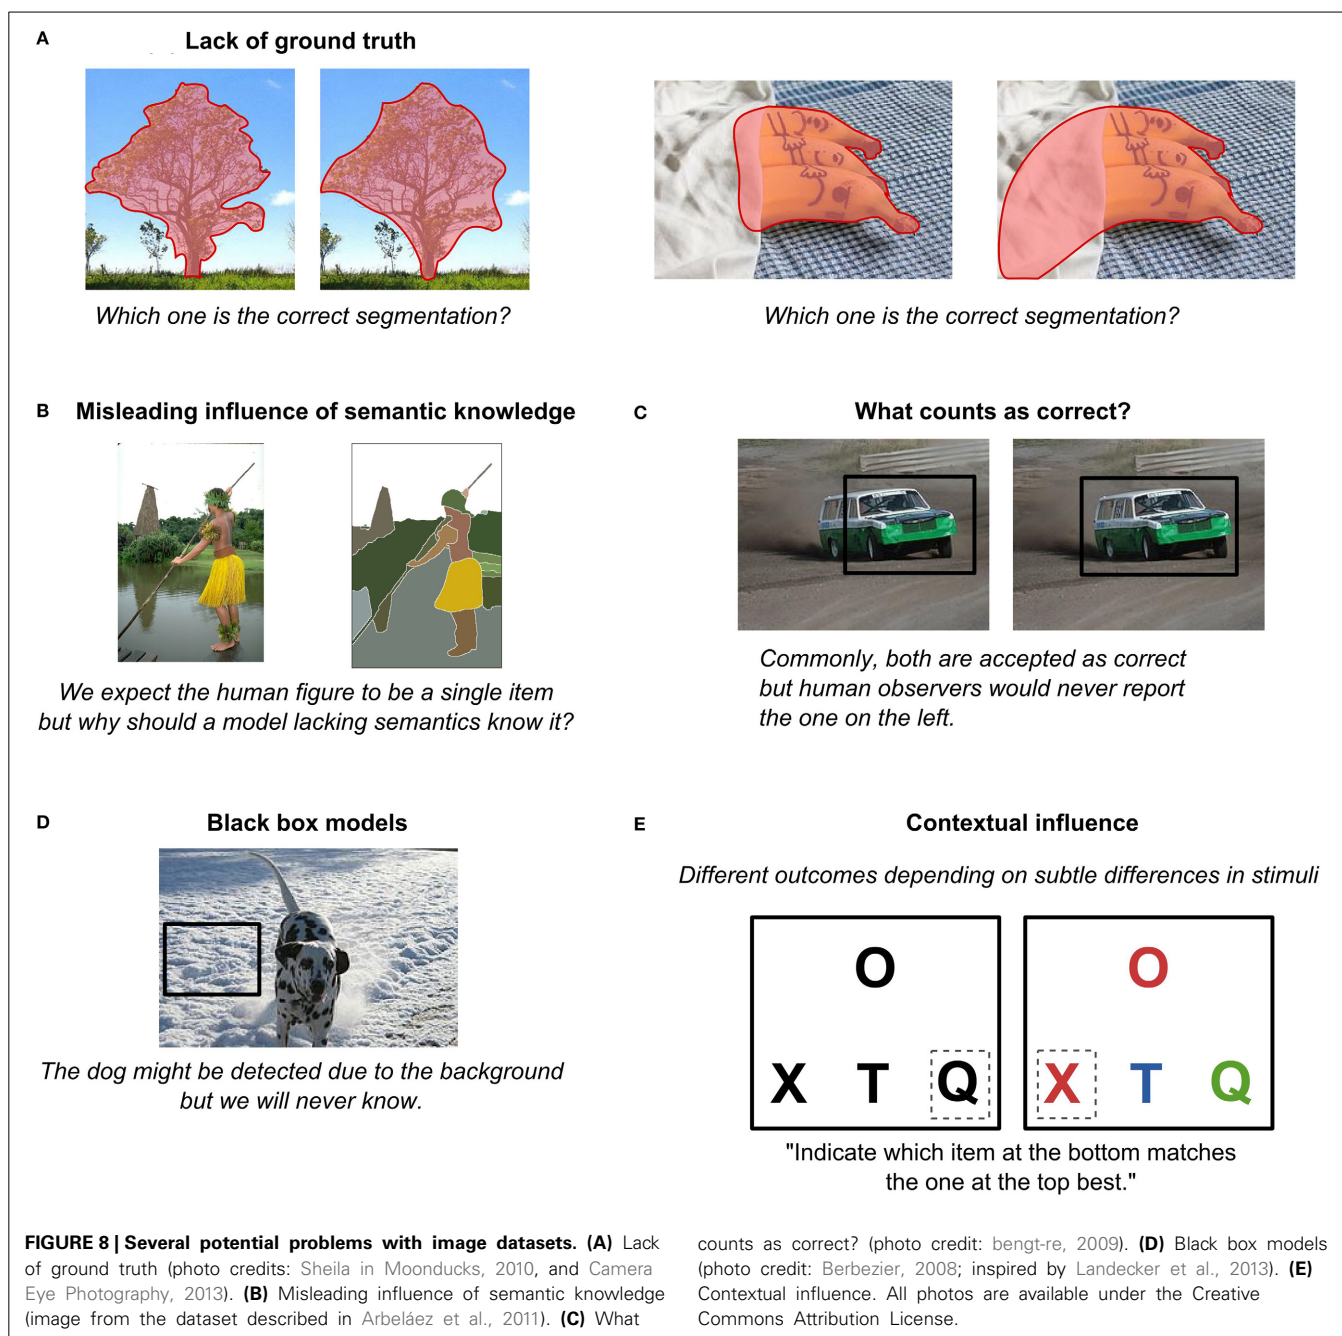 A
Lack of ground truth
Which one is the correct segmentation?
Which one is the correct segmentation?
B
Misleading influence of semantic knowledge
We expect the human figure to be a single item
but why should a model lacking semantics know it?
C
What counts as correct?
Commonly, both are accepted as correct
but human observers would never report
the one on the left.
D
Black box models
The dog might be detected due to the background
but we will never know.
E
Contextual influence
Different outcomes depending on subtle differences in stimuli
O
X T Q
O
X T Q
"Indicate which item at the bottom matches
the one at the top best."
FIGURE 8 | Several potential problems with image datasets. (A) Lack
of ground truth (photo credits: Sheila in Moonducks, 2010, and Camera
Eye Photography, 2013). (B) Misleading influence of semantic knowledge
(image from the dataset described in Arbeláez et al., 2011). (C) What
counts as correct? (photo credit: bengt-re, 2009). (D) Black box models
(photo credit: Berbezier, 2008; inspired by Landecker et al., 2013). (E)
Contextual influence. All photos are available under the Creative
Commons Attribution License.